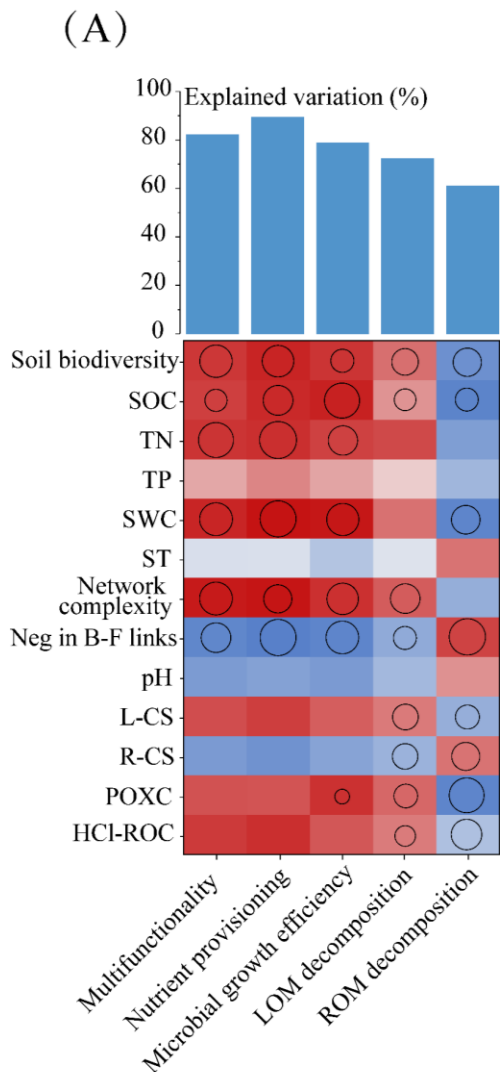 (A)
Explained variation (%)
100
80
60
40
20
0
Soil biodiversity
SOC
TN
TP
SWC
ST
Network
complexity
Neg in B-F links
pH
L-CS
R-CS
POXC
HCl-ROC
Multifunctionality
Nutrient provisioning
Microbial growth efficiency
LOM decomposition
ROM decomposition